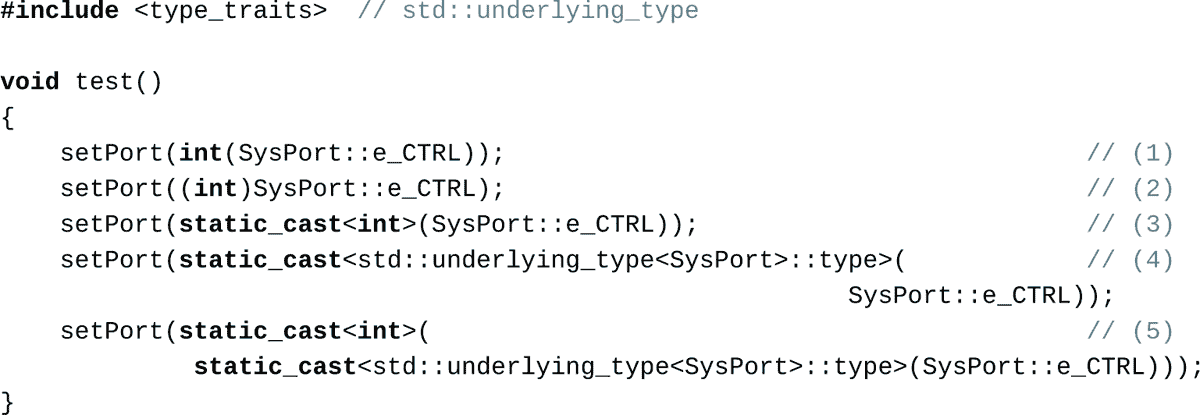 #include <type_traits>  // std::underlying_type
void test()
{
    setPort(int(SysPort::e_CTRL));                                       // (1)
    setPort((int)SysPort::e_CTRL);                                       // (2)
    setPort(static_cast<int>(SysPort::e_CTRL));                          // (3)
    setPort(static_cast<std::underlying_type<SysPort>::type>(            // (4)
                                                         SysPort::e_CTRL));
    setPort(static_cast<int>(                                            // (5)
             static_cast<std::underlying_type<SysPort>::type>(SysPort::e_CTRL)));
}